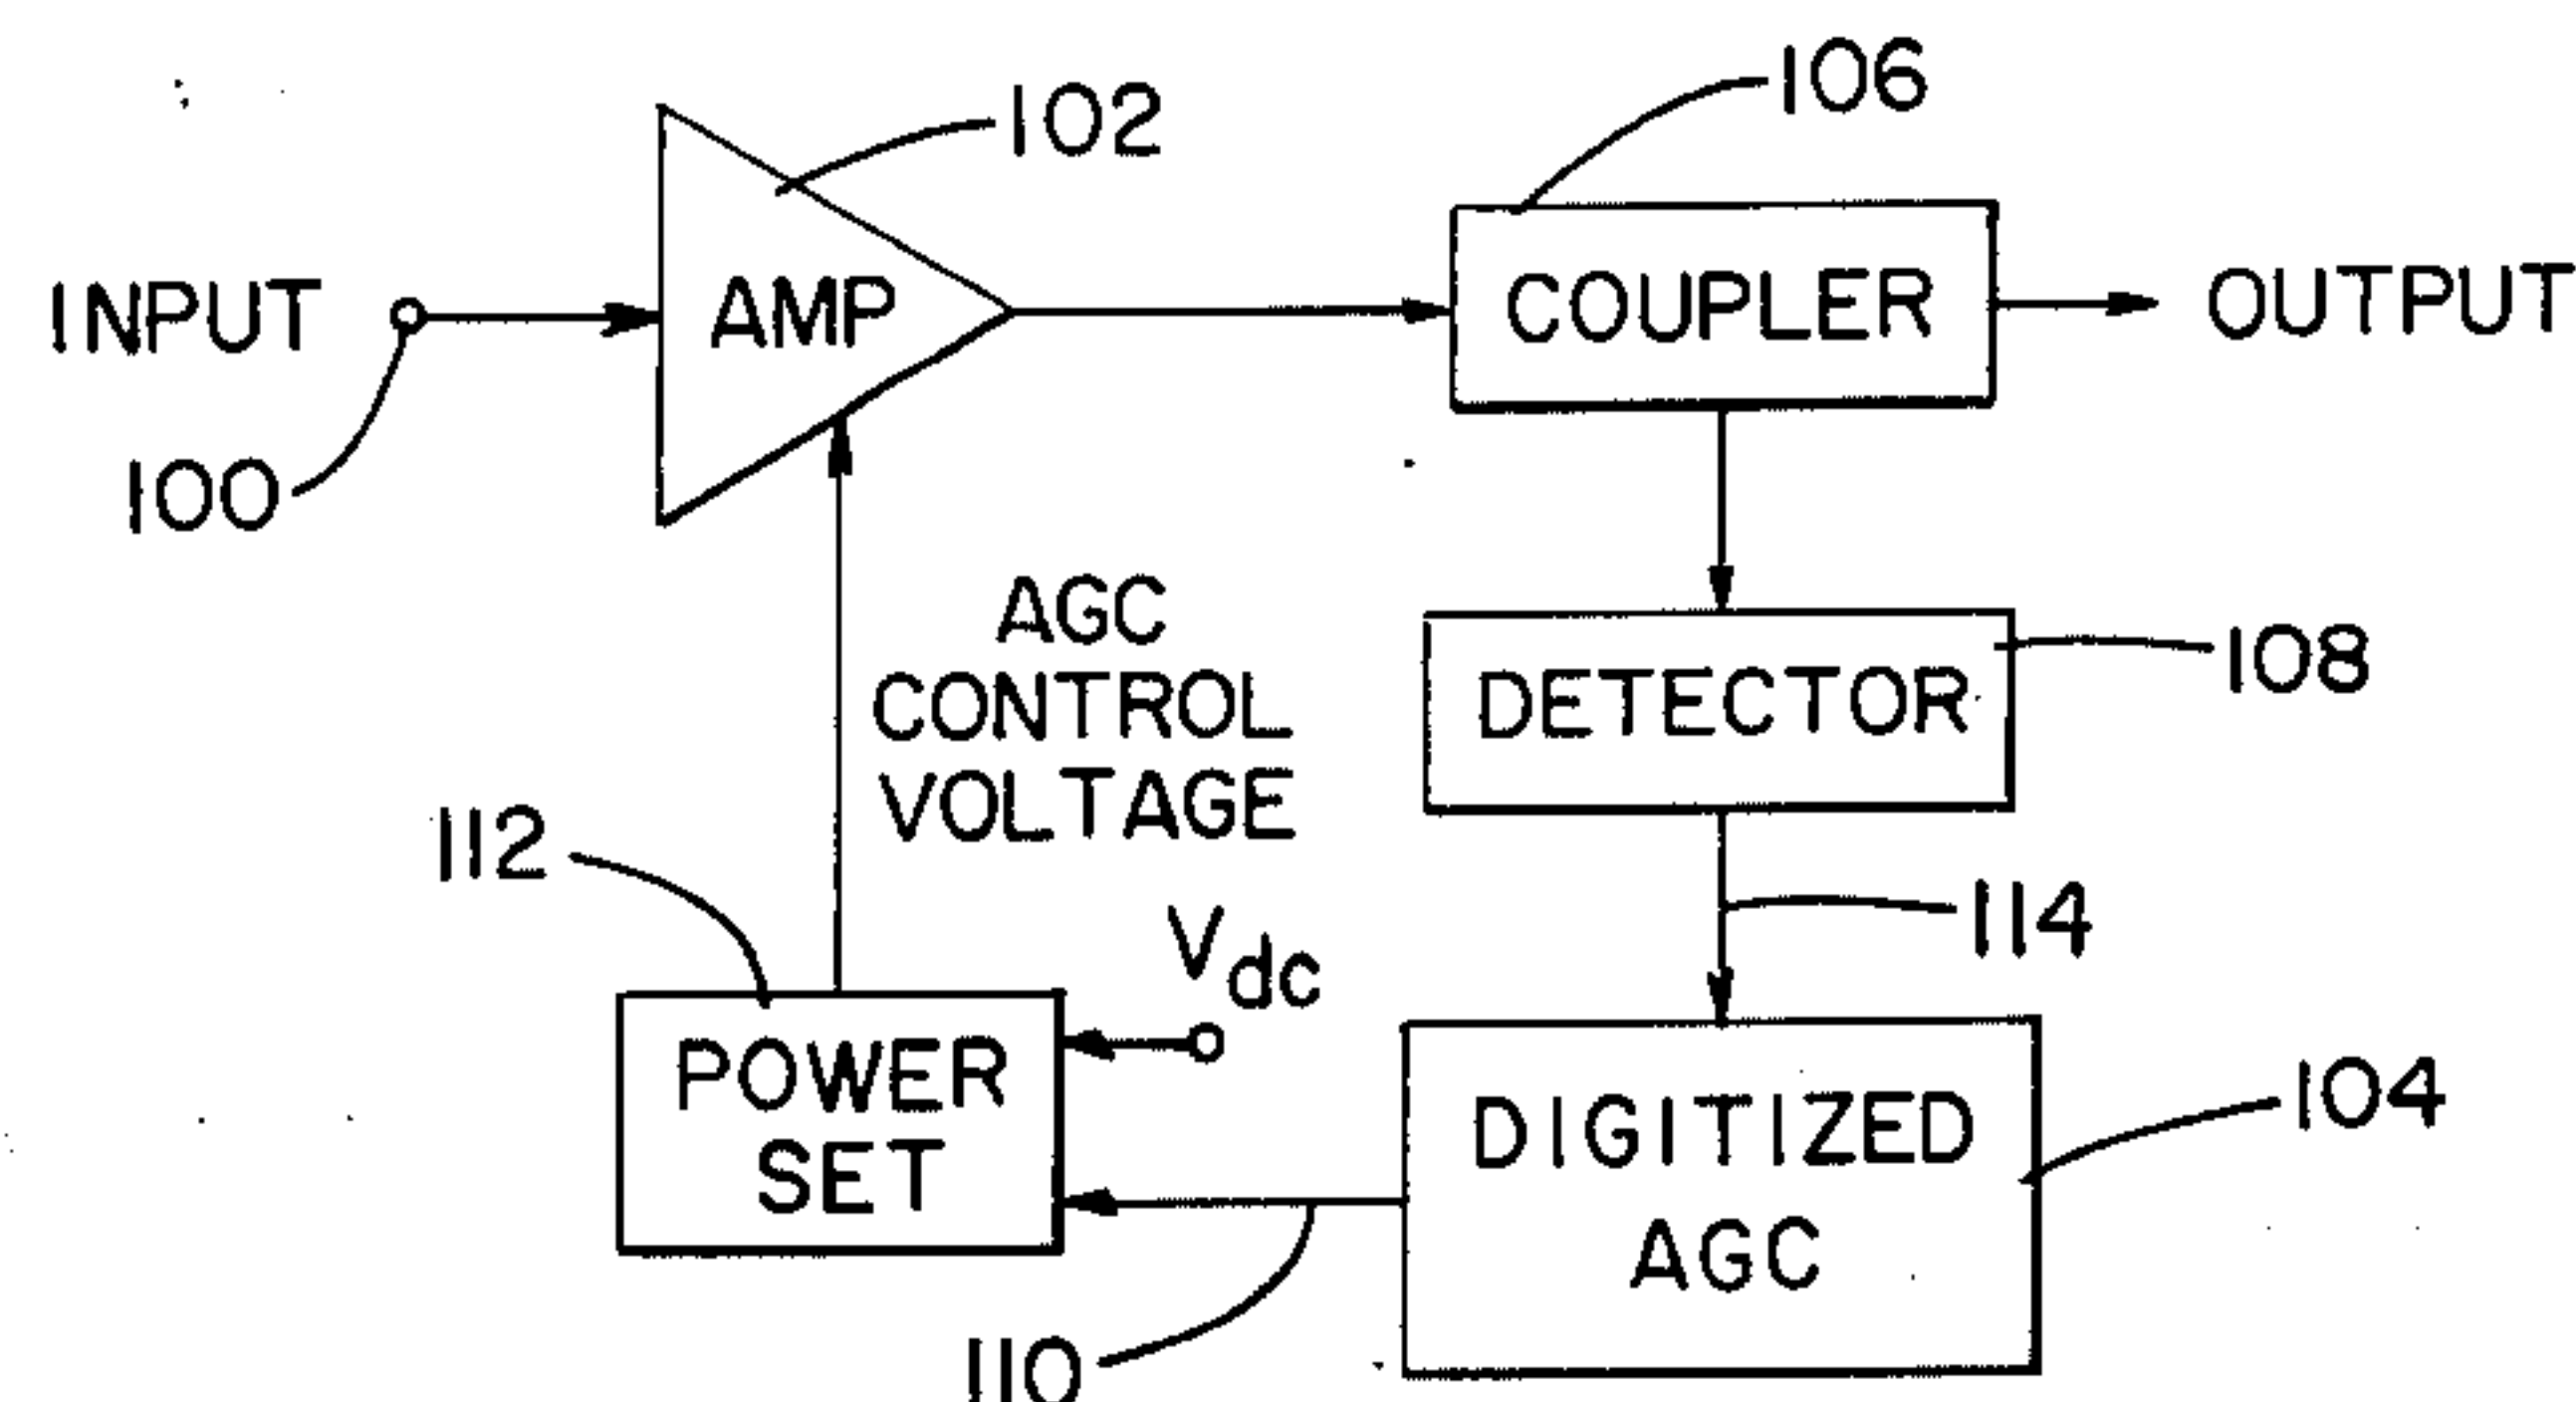 106
102
INPUT
AMP
COUPLER
OUTPUT
100
AGC
CONTROL
VOLTAGE
DETECTOR
108
112
Vdc
114
POWER
SET
DIGITIZED
AGC
104
110